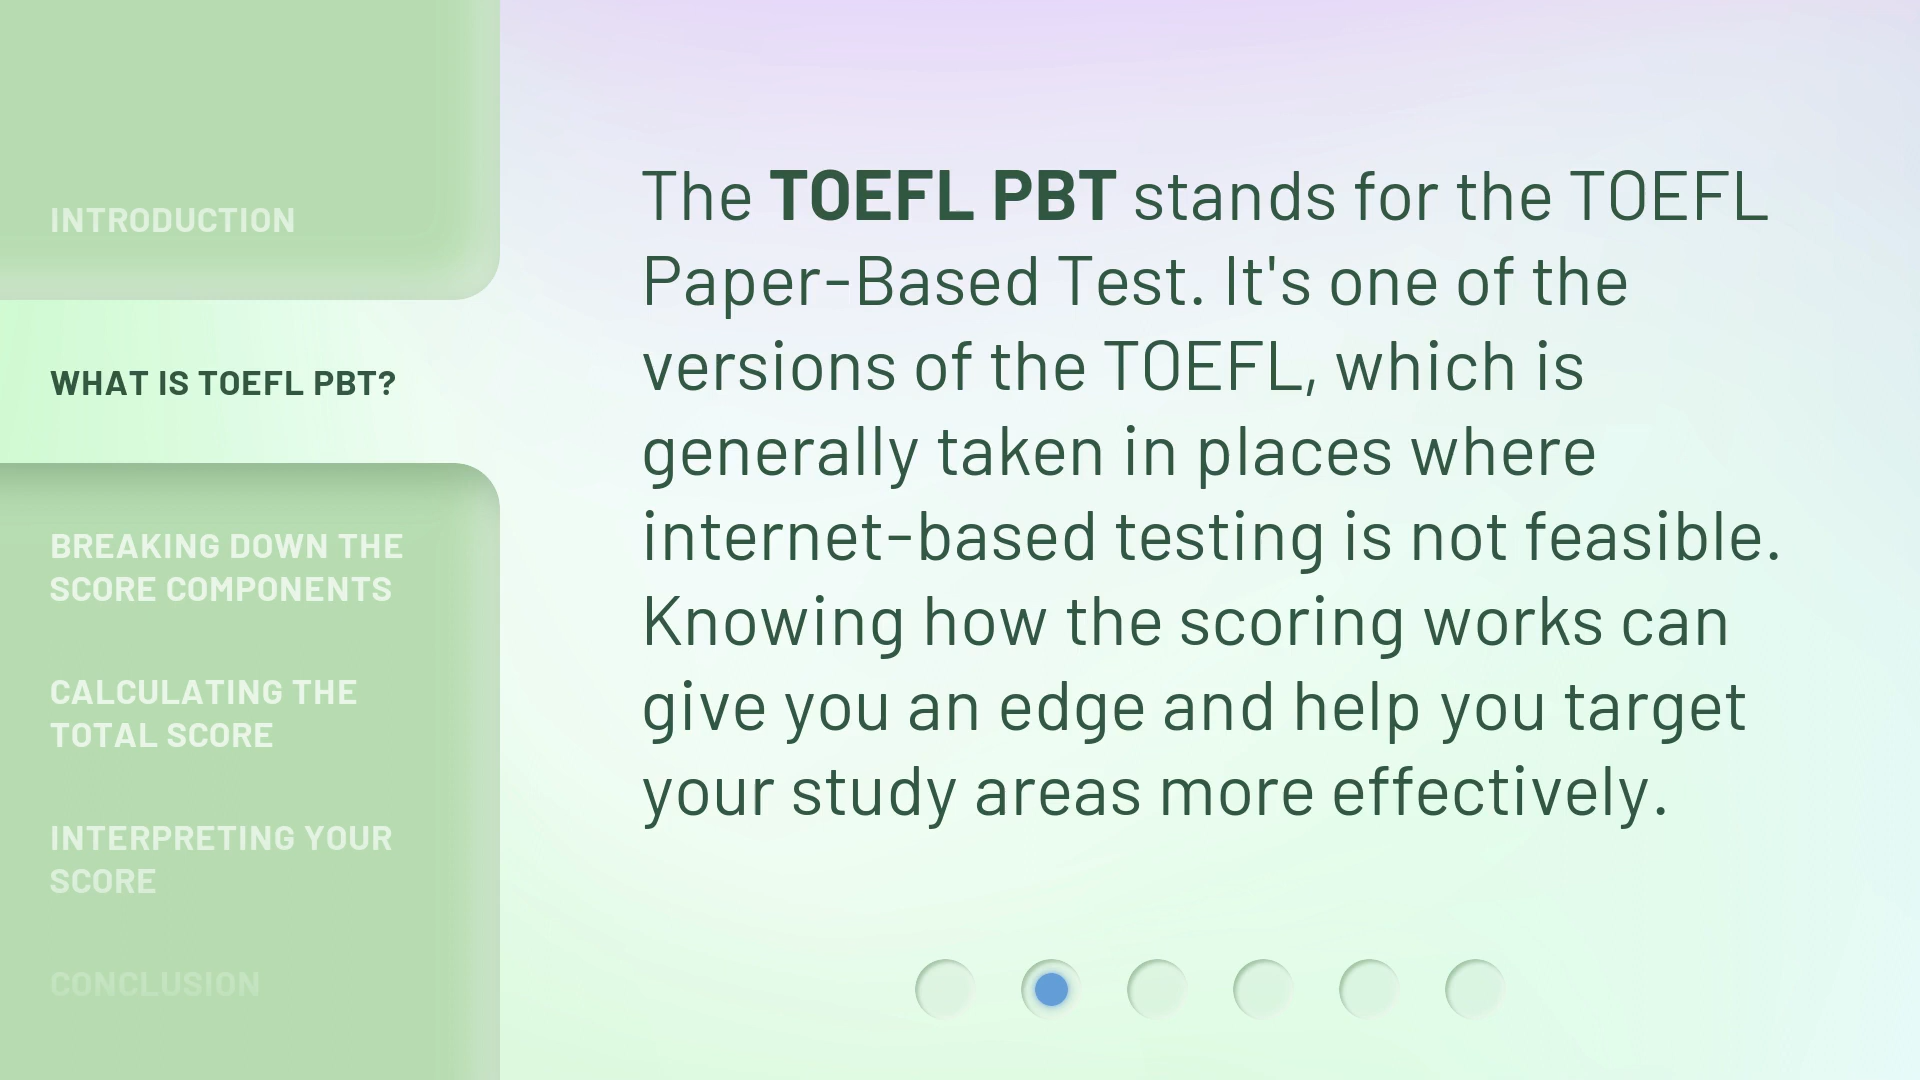 INTRODUCTION
WHAT IS TOEFL PBT?
BREAKING DOWN THE
SCORE COMPONENTS
CALCULATING THE
TOTAL SCORE
INTERPRETING YOUR
SCORE
CONCLUSION
The TOEFL PBT stands for the TOEFL
Paper-Based Test. It's one of the
versions of the TOEFL, which is
generally taken in places where
internet-based testing is not feasible.
Knowing how the scoring works can
give you an edge and help you target
your study areas more effectively.